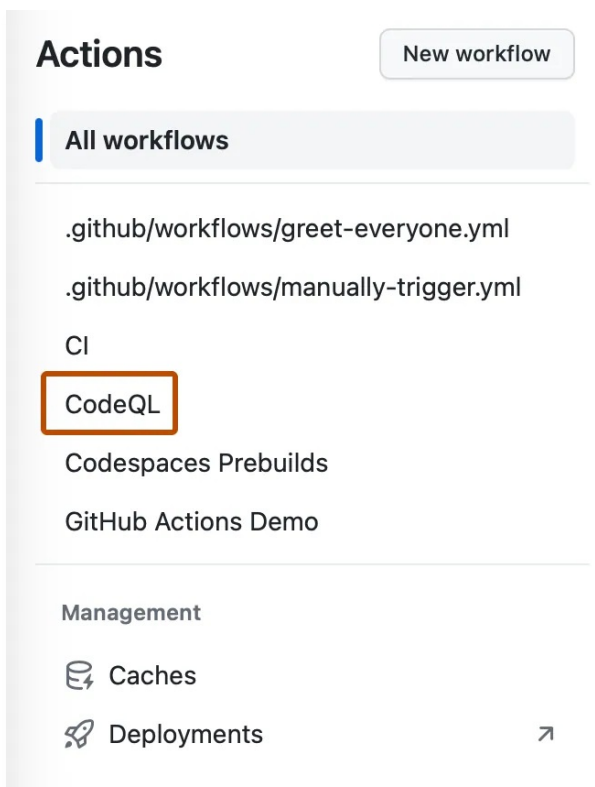 Actions
New workflow
All workflows
.github/workflows/greet-everyone.yml
.github/workflows/manually-trigger.yml
CI
CodeQL
Codespaces Prebuilds
GitHub Actions Demo
Management
Caches
Deployments